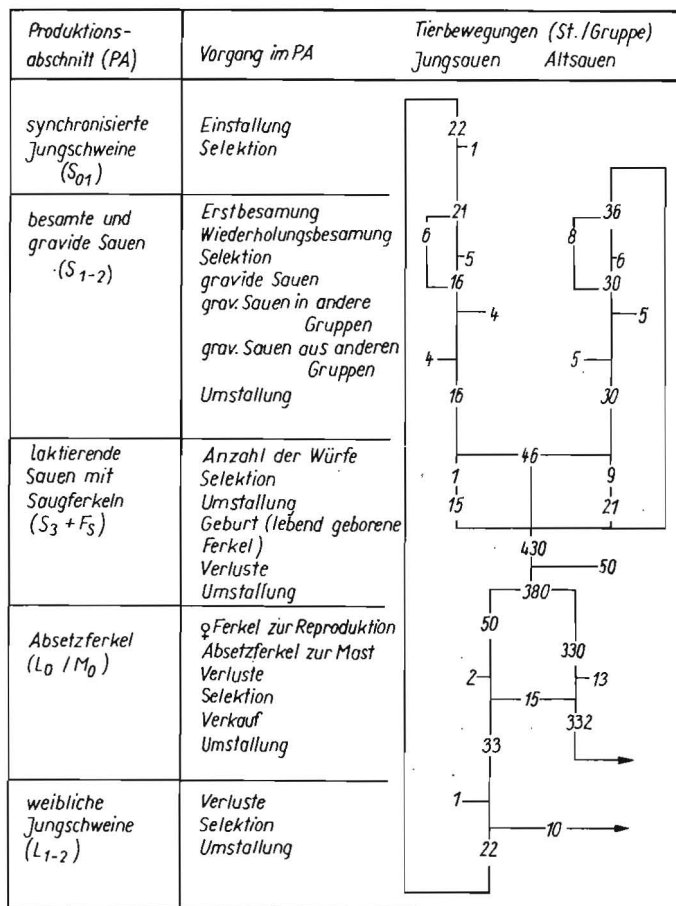 Produktions-
abschnitt (PA)
Vorgang im PA
Tierbewegungen (St./Gruppe)
Jungsauen Altsauen
synchronisierte
Jungschweine
(S01)
Einstallung
Selektion
22
1
besamte und
gravide Sauen
(S1-2)
Erstbesamung
Wiederholungsbesamung
Selektion
gravide Sauen
grav. Sauen in andere
Gruppen
grav. Sauen aus anderen
Gruppen
Umstallung
21 36
6 8
5 6
16 30
4 5
4 5
16 30
laktierende
Sauen mit
Saugferkeln
(S3 + FS)
Anzahl der Würfe
Selektion
Umstallung
Geburt (lebend geborene
Ferkel)
Verluste
Umstallung
46
1 9
15 21
430
50
380
Absetzferkel
(L0 / M0)
♀Ferkel zur Reproduktion
Absetzferkel zur Mast
Verluste
Selektion
Verkauf
Umstallung
50
330
2 13
15
332
33
weibliche
Jungschweine
(L1-2)
Verluste
Selektion
Umstallung
1
10
22